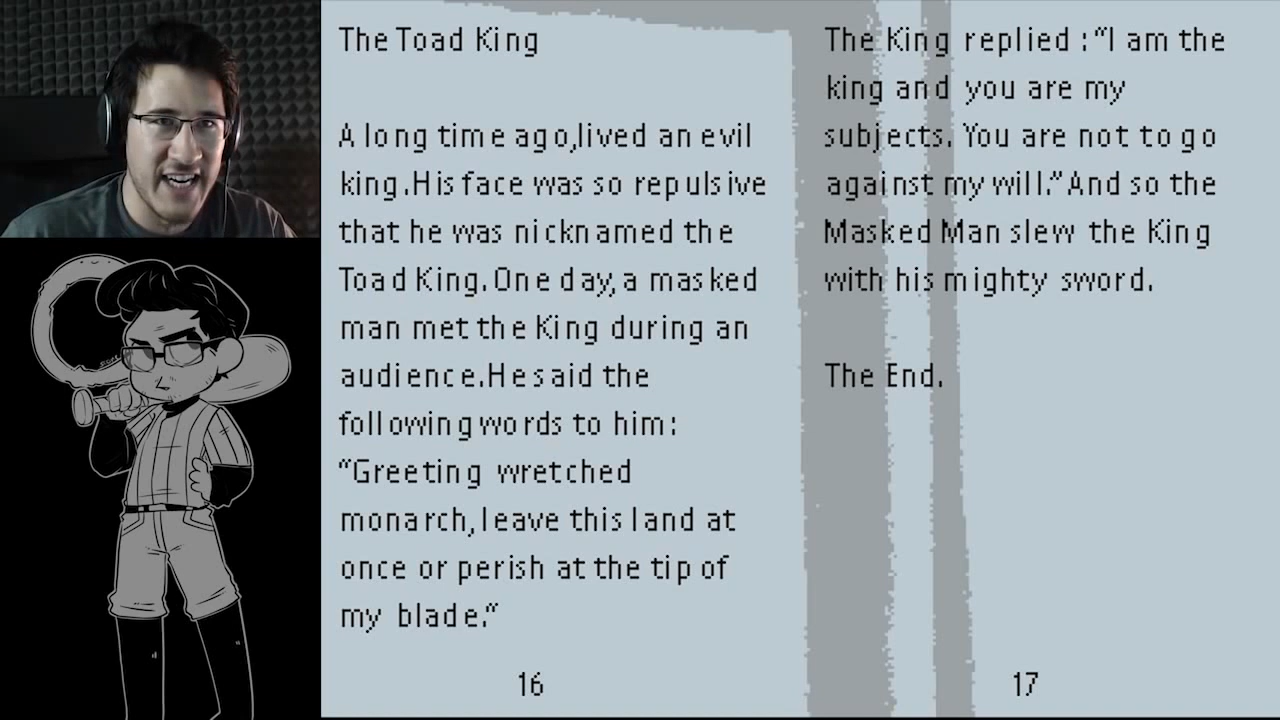 The Toad King
A long time ago,lived an evil
king.His face was so repulsive
that he was nicknamed the
Toad King.One day,a masked
man met the King during an
audience.He said the
following words to him:
“Greeting wretched
monarch,leave this land at
once or perish at the tip of
my blade.“
16
The King replied :“I am the
king and you are my
subjects. You are not to go
against my will.”And so the
Masked Man slew the King
with his mighty sword.
The End.
17